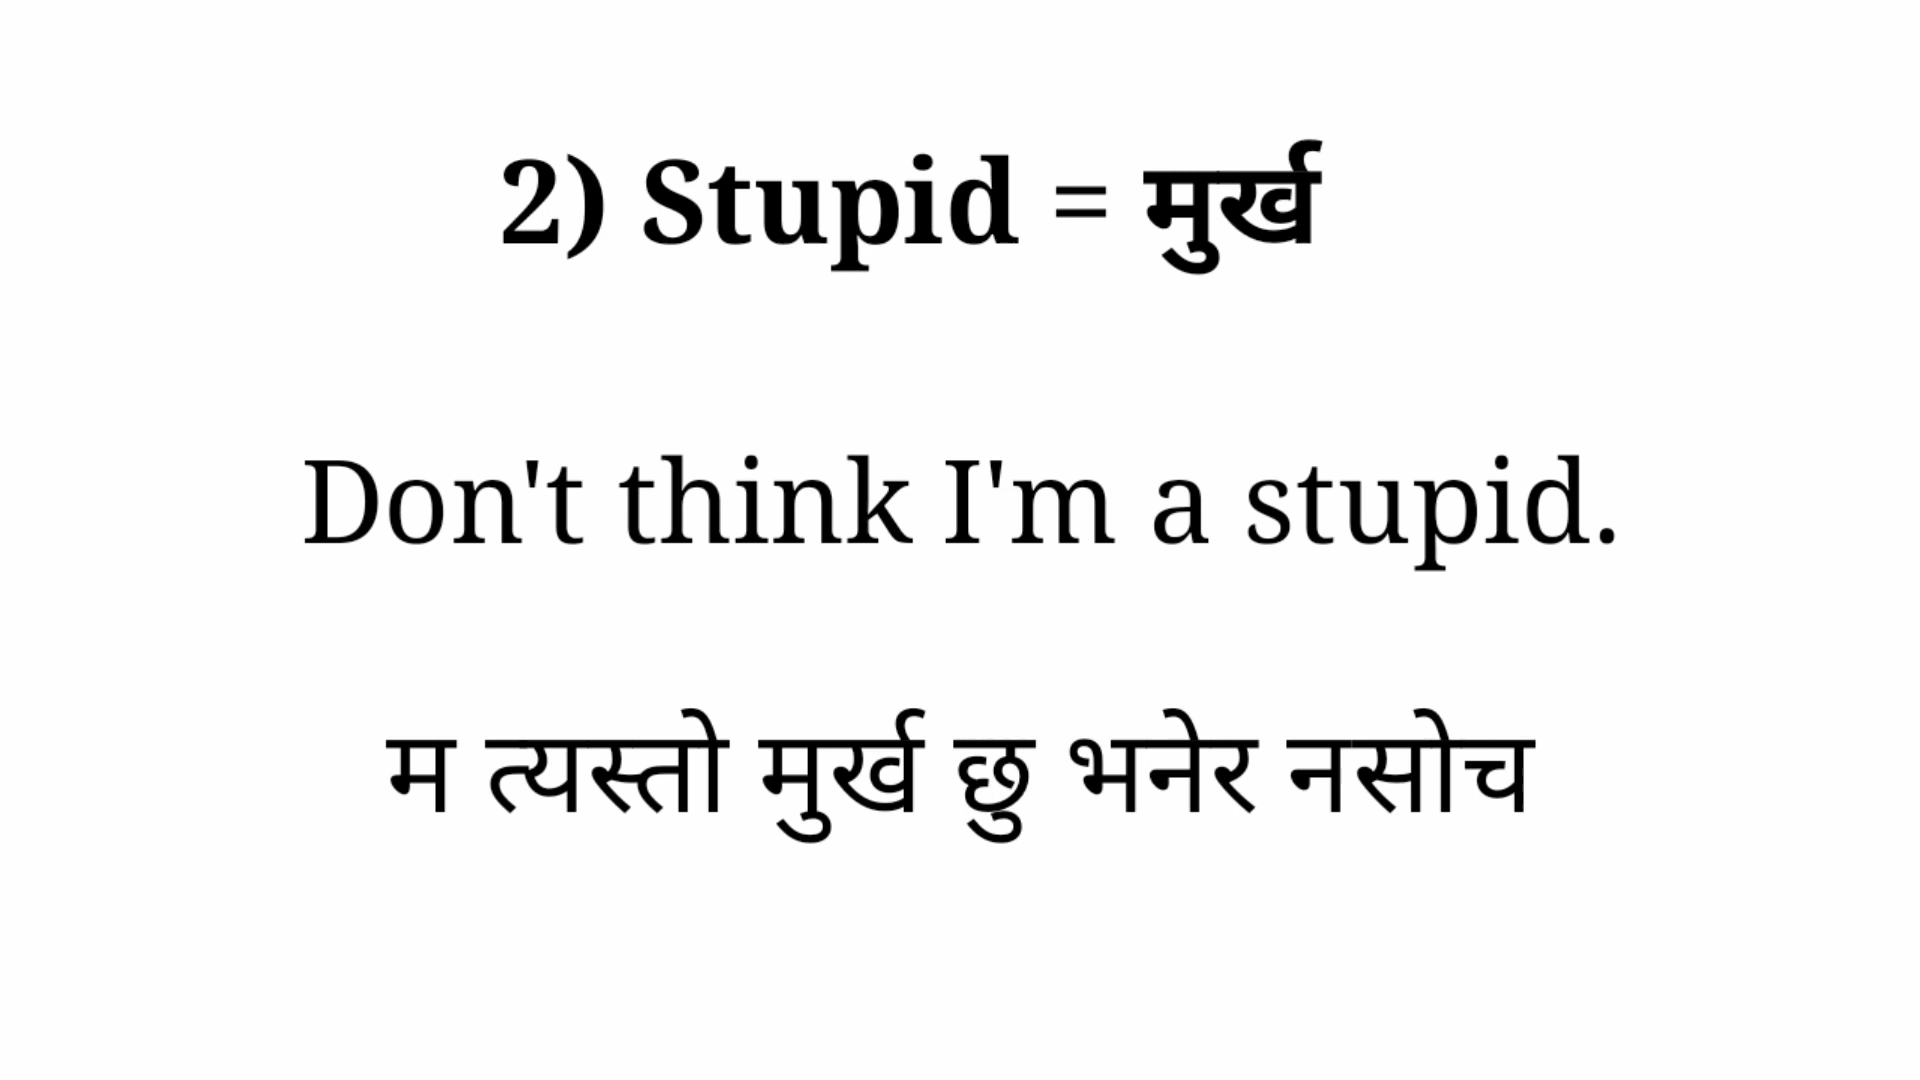 2) Stupid = मुर्ख
Don't think I'm a stupid.
म त्यस्तो मुर्ख छु भनेर नसोच